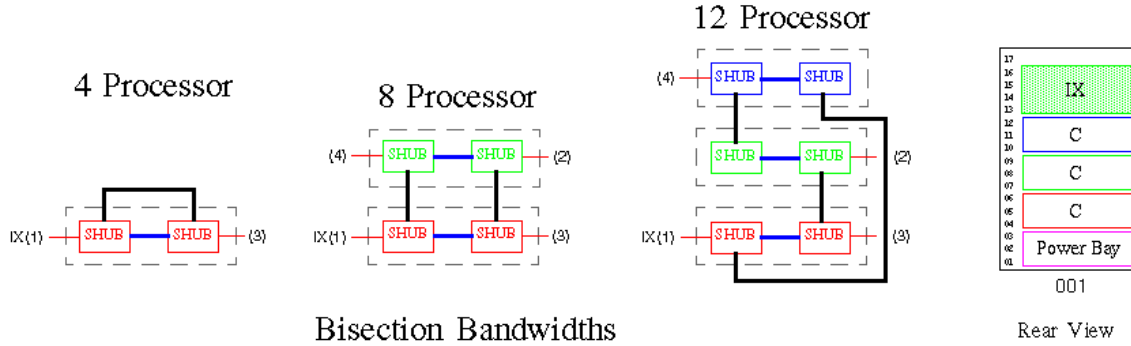 4 Processor
SHUB SHUB
IX(1) (3)
8 Processor
(4) SHUB SHUB (2)
IX(1) SHUB SHUB (3)
12 Processor
(4) SHUB SHUB
SHUB SHUB (2)
IX(1) SHUB SHUB (3)
Bisection Bandwidths
17
16
15
14
13
IX
12
11
10
C
09
08
07
C
06
05
04
C
03
02
01
Power Bay
001
Rear View